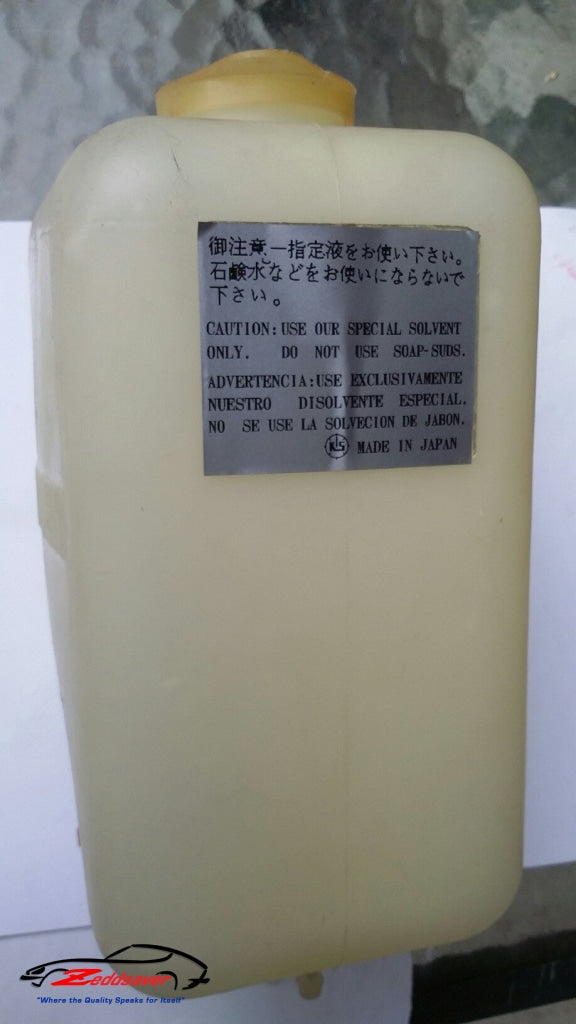 御注意一指定液をお使い下さい。
石鹸水などをお使いにならないで
下さい。
CAUTION: USE OUR SPECIAL SOLVENT
ONLY. DO NOT USE SOAP-SUDS.
ADVERTENCIA: USE EXCLUSIVAMENTE
NUESTRO DISOLVENTE ESPECIAL.
NO SE USE LA SOLVECION DE JABON.
KLS MADE IN JAPAN
Zeddsaver
"Where the Quality Speaks for Itself"